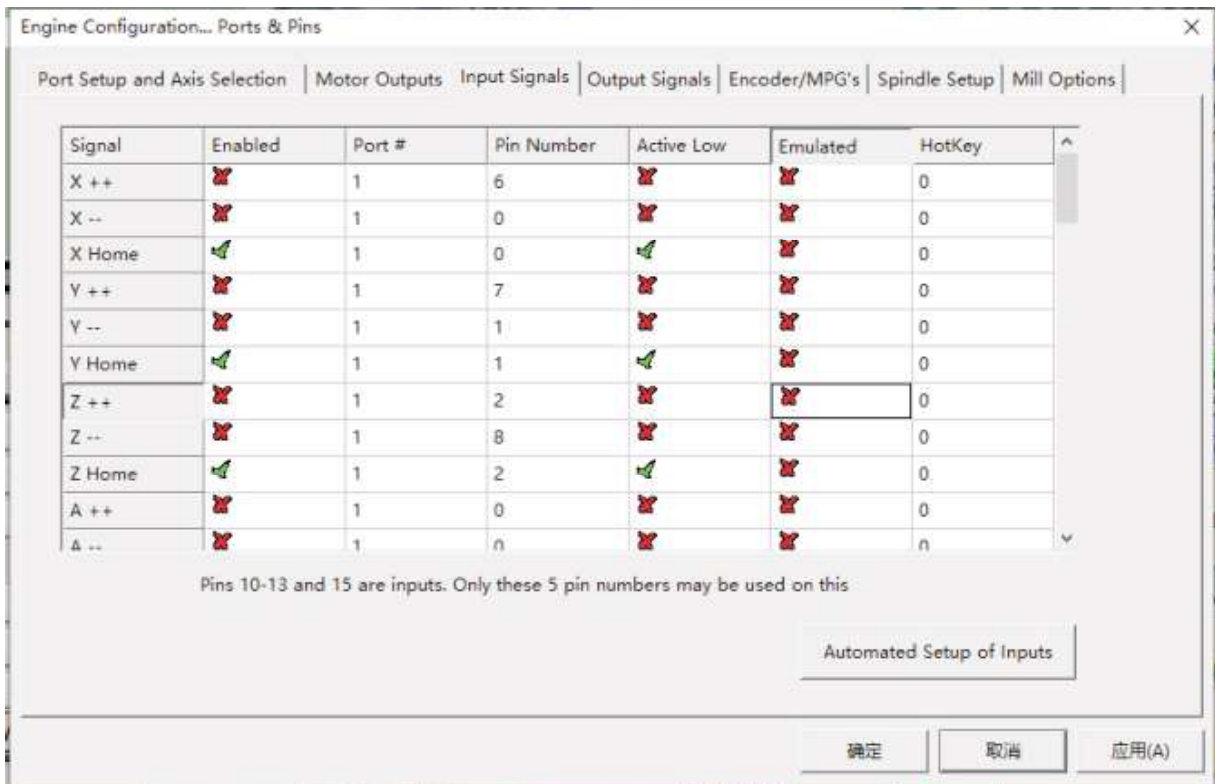 Engine Configuration... Ports & Pins
Port Setup and Axis Selection Motor Outputs Input Signals Output Signals Encoder/MPG's Spindle Setup Mill Options
Signal Enabled Port # Pin Number Active Low Emulated HotKey
X ++ 1 6 0
X -- 1 0 0
X Home 1 0 0
Y ++ 1 7 0
Y -- 1 1 0
Y Home 1 1 0
Z ++ 1 2 0
Z -- 1 8 0
Z Home 1 2 0
A ++ 1 0 0
A -- 1 0 0
Pins 10-13 and 15 are inputs. Only these 5 pin numbers may be used on this
Automated Setup of Inputs
确定 取消 应用(A)